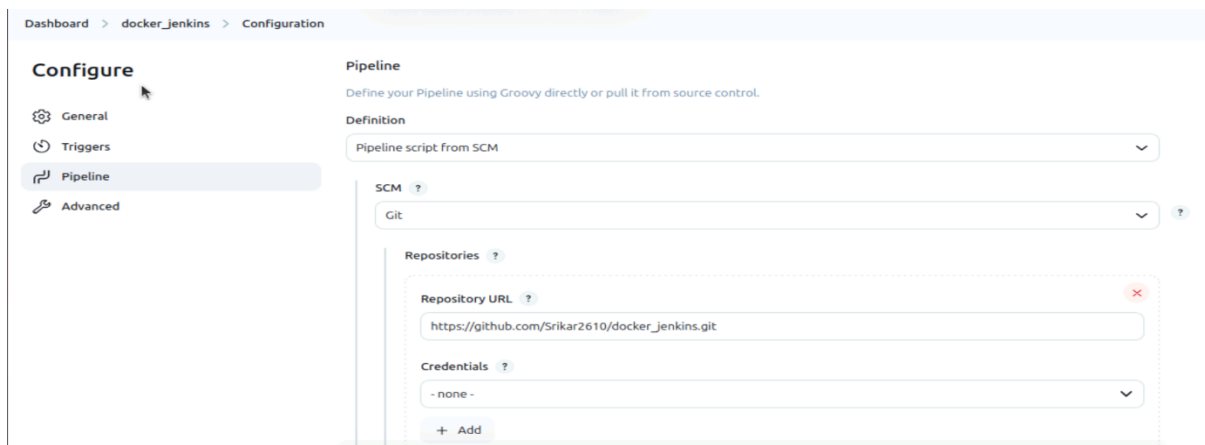 Dashboard > docker_jenkins > Configuration
Configure
General
Triggers
Pipeline
Advanced
Pipeline
Define your Pipeline using Groovy directly or pull it from source control.
Definition
Pipeline script from SCM
SCM ?
Git
?
Repositories ?
Repository URL ?
https://github.com/Srikar2610/docker_jenkins.git
Credentials ?
- none -
+ Add